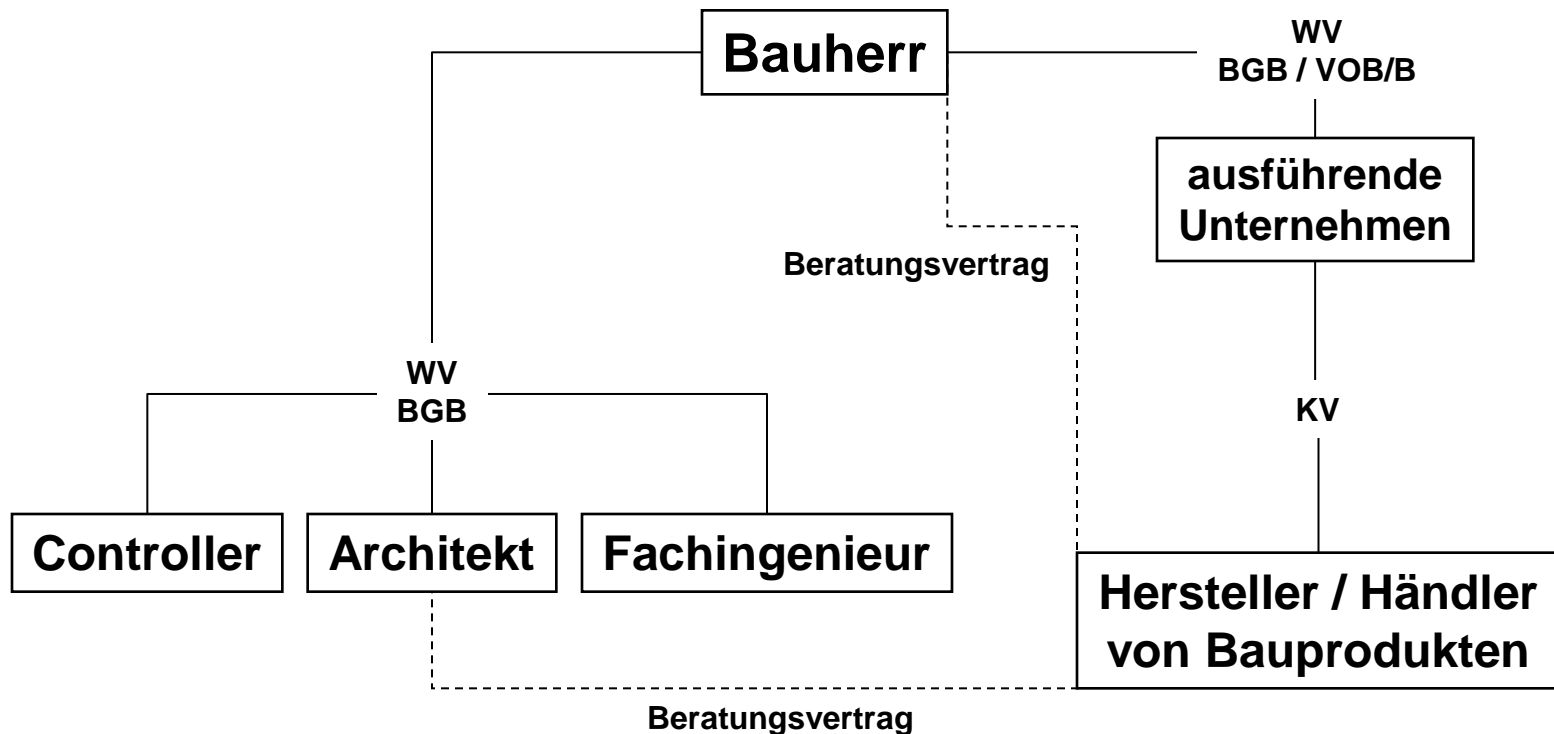 Bauherr
WV
BGB / VOB/B
ausführende
Unternehmen
Beratungsvertrag
WV
BGB
KV
Controller
Architekt
Fachingenieur
Hersteller / Händler
von Bauprodukten
Beratungsvertrag